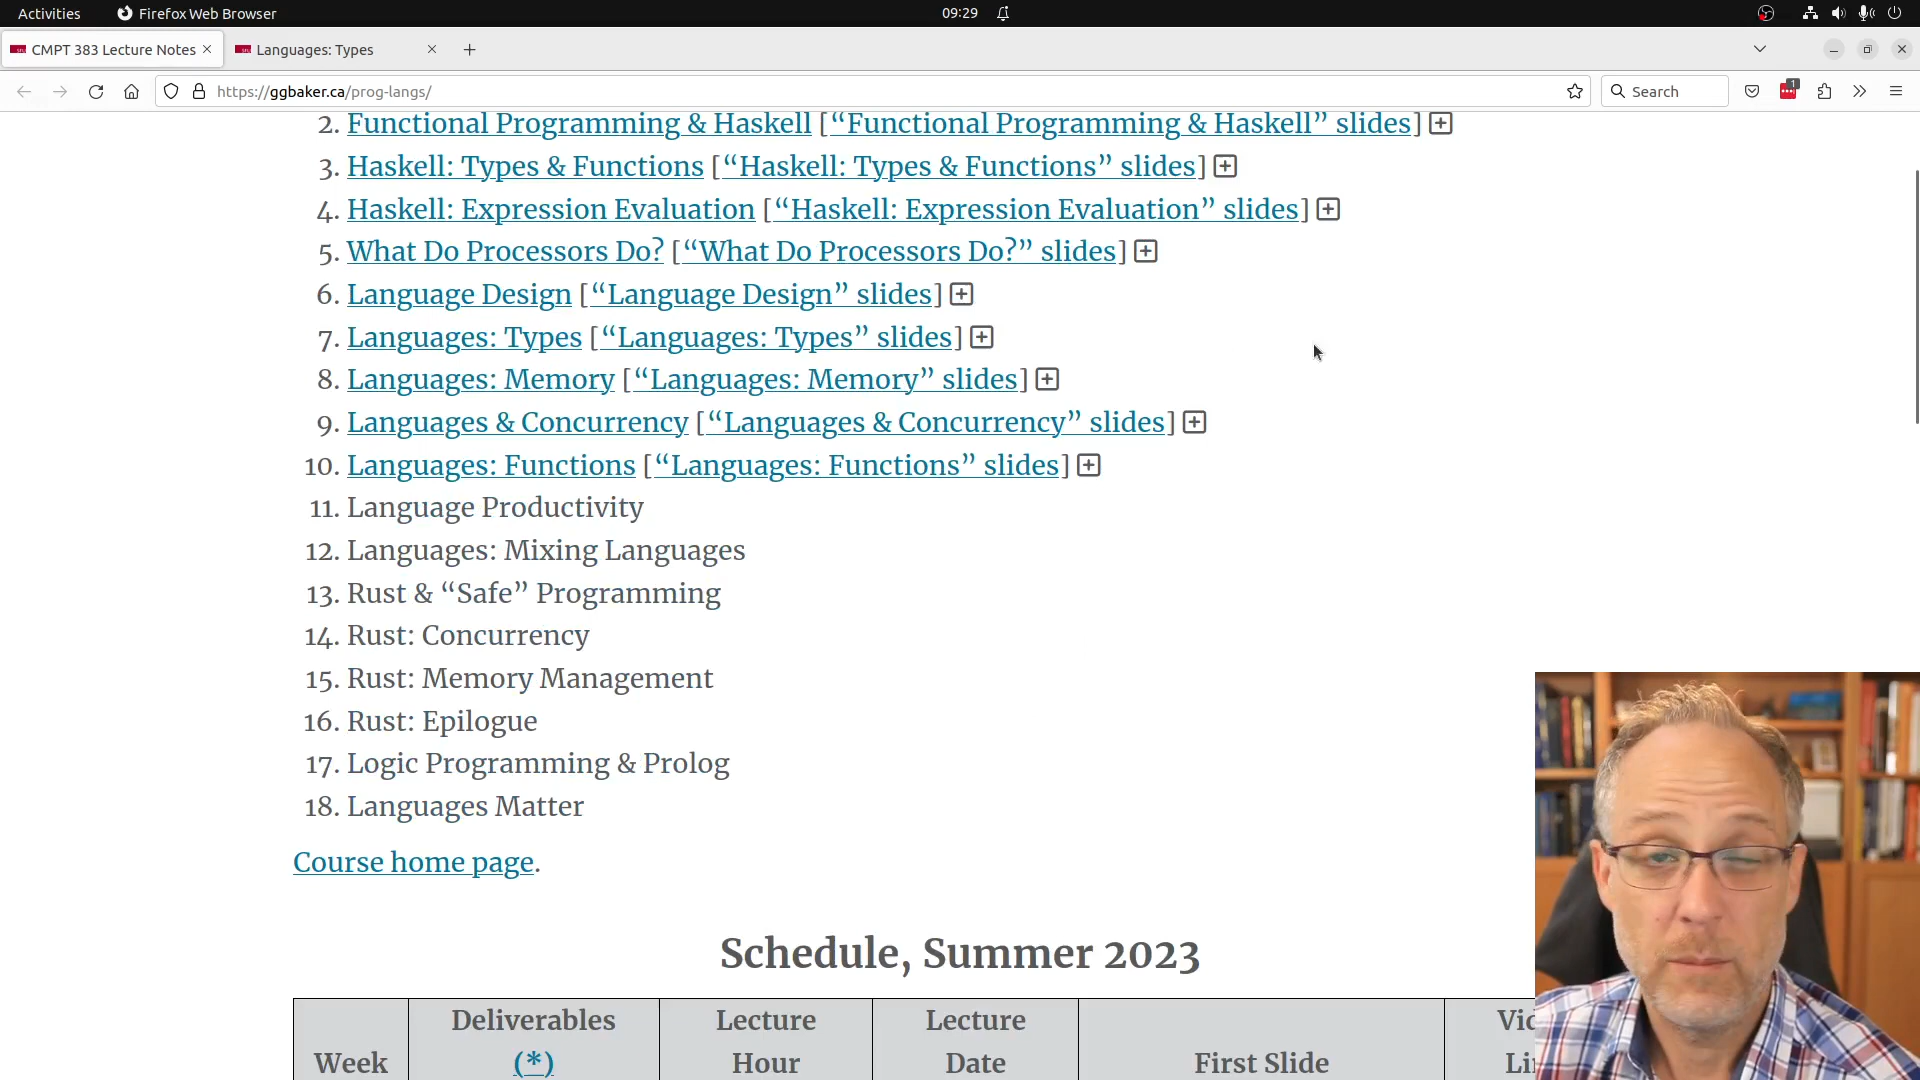 Activities Firefox Web Browser 09:29
CMPT 383 Lecture Notes Languages: Types
https://ggbaker.ca/prog-langs/ Search 1
2. Functional Programming & Haskell [“Functional Programming & Haskell” slides]
3. Haskell: Types & Functions [“Haskell: Types & Functions” slides]
4. Haskell: Expression Evaluation [“Haskell: Expression Evaluation” slides]
5. What Do Processors Do? [“What Do Processors Do?” slides]
6. Language Design [“Language Design” slides]
7. Languages: Types [“Languages: Types” slides]
8. Languages: Memory [“Languages: Memory” slides]
9. Languages & Concurrency [“Languages & Concurrency” slides]
10. Languages: Functions [“Languages: Functions” slides]
11. Language Productivity
12. Languages: Mixing Languages
13. Rust & “Safe” Programming
14. Rust: Concurrency
15. Rust: Memory Management
16. Rust: Epilogue
17. Logic Programming & Prolog
18. Languages Matter
Course home page.
Schedule, Summer 2023
Deliverables Lecture Lecture
Week (*) Hour Date First Slide